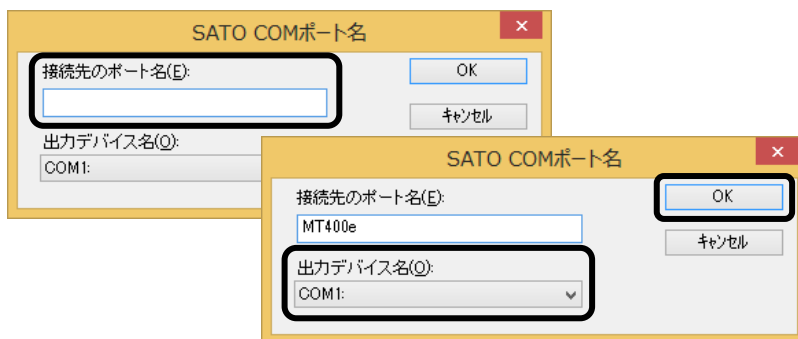 SATO COMポート名
接続先のポート名(E):
OK
キャンセル
出力デバイス名(O):
COM1:
SATO COMポート名
接続先のポート名(E):
OK
MT400e
キャンセル
出力デバイス名(O):
COM1: